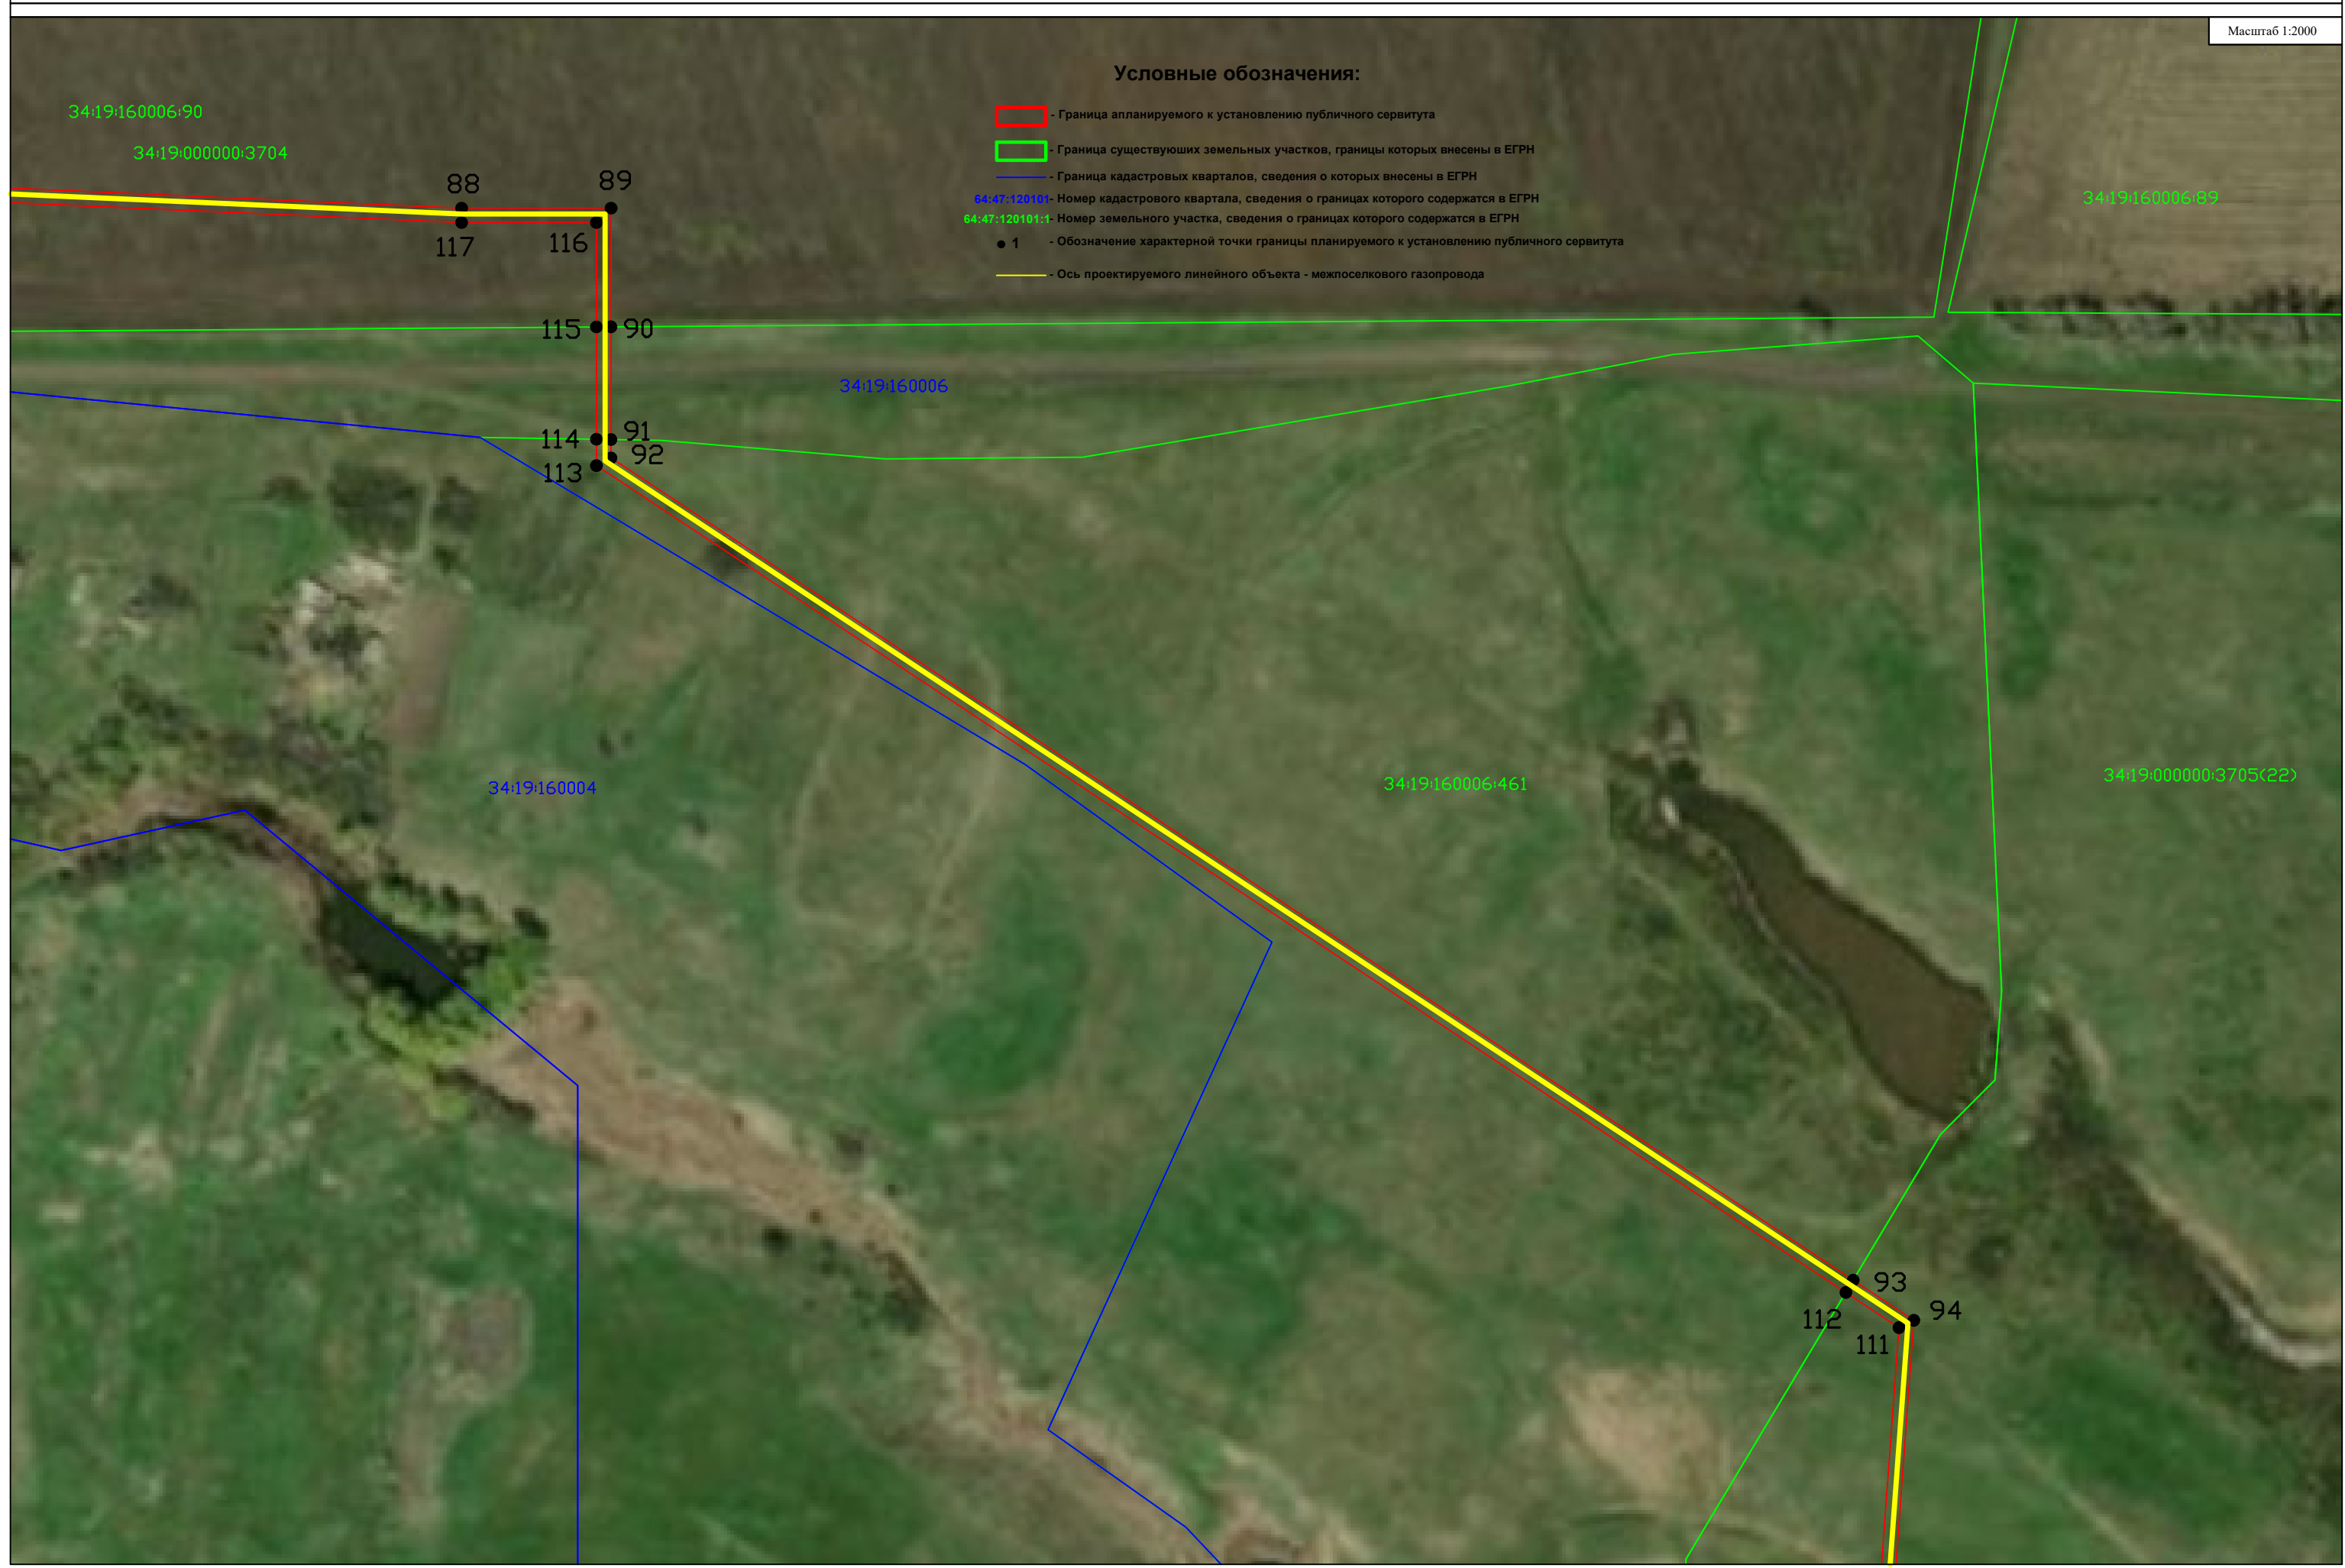 Масштаб 1:2000
Условные обозначения:
- Граница апланируемого к установлению публичного сервитута
- Граница существуюших земельных участков, границы которых внесены в ЕГРН
- Граница кадастровых кварталов, сведения о которых внесены в ЕГРН
64:47:120101- Номер кадастрового квартала, сведения о границах которого содержатся в ЕГРН
64:47:120101:1- Номер земельного участка, сведения о границах которого содержатся в ЕГРН
1 - Обозначение характерной точки границы планируемого к установлению публичного сервитута
- Ось проектируемого линейного объекта - межпоселкового газопровода
34:19:160006:90
34:19:000000:3704
88
89
34:19:160006:89
117
116
115
90
34:19:160006
114
91
92
113
34:19:160004
34:19:160006:461
34:19:000000:3705(22)
93
94
112
111